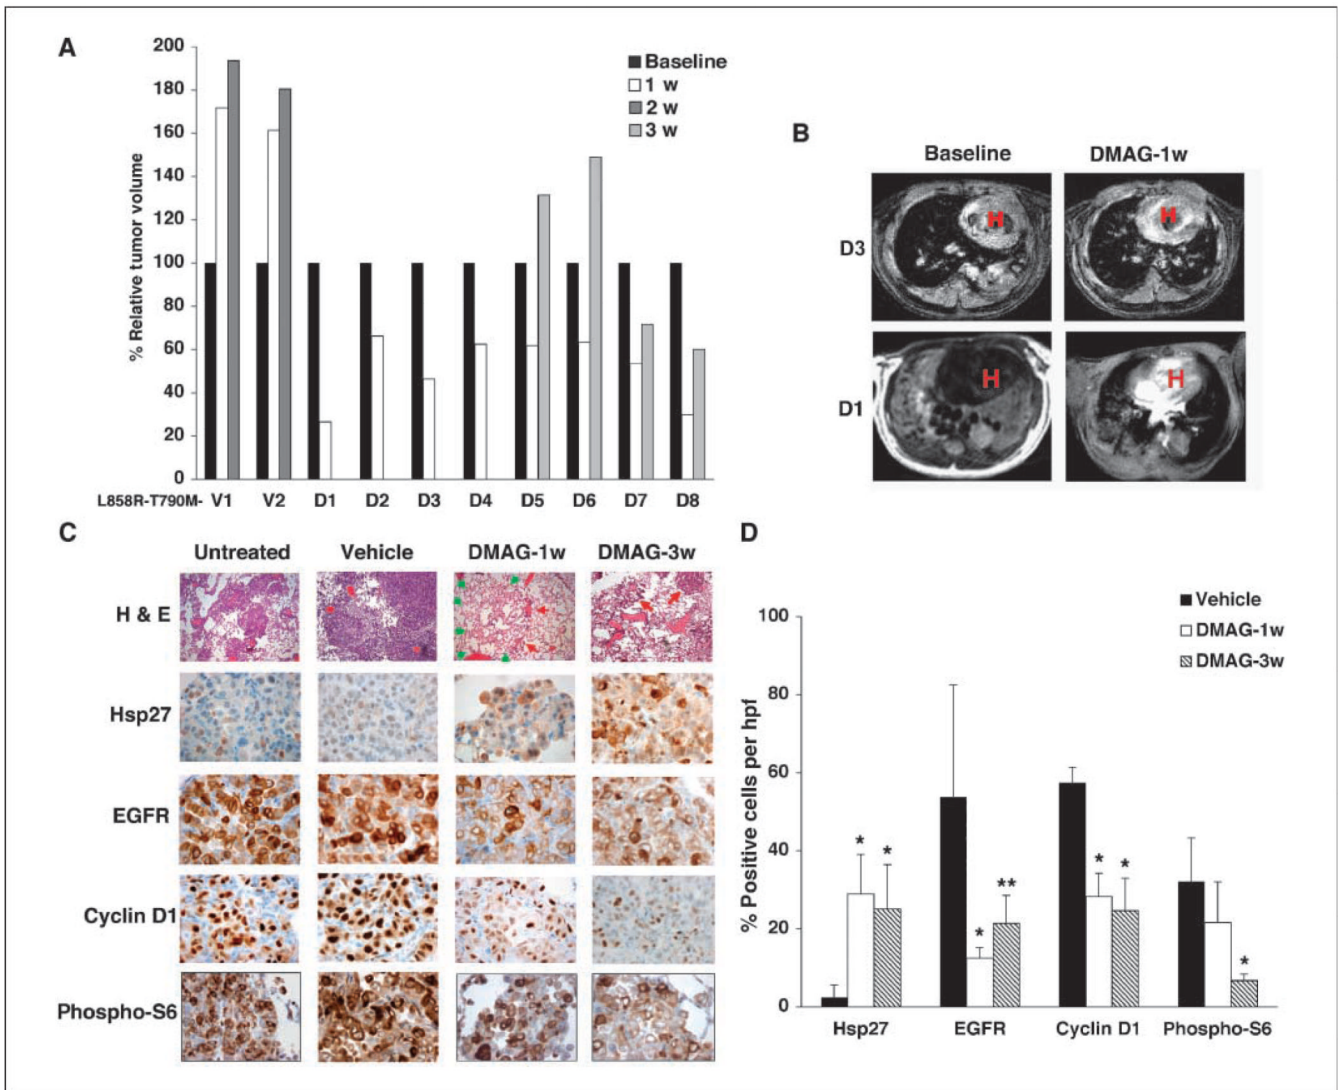 A
% Relative tumor volume
200
180
160
140
120
100
80
60
40
20
0
Baseline
1 w
2 w
3 w
L858R-T790M- V1 V2 D1 D2 D3 D4 D5 D6 D7 D8
B
Baseline DMAG-1w
D3
H H
D1
H H
C
Untreated Vehicle DMAG-1w DMAG-3w
H & E
Hsp27
EGFR
Cyclin D1
Phospho-S6
D
% Positive cells per hpf
Vehicle
DMAG-1w
DMAG-3w
100
80
60
40
20
0
* * * ** * * *
Hsp27 EGFR Cyclin D1 Phospho-S6